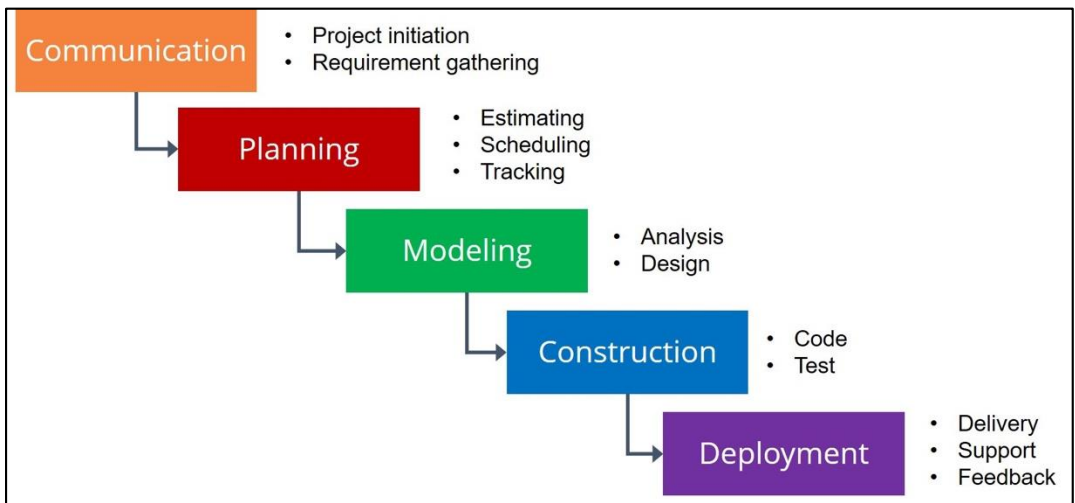 Communication
• Project initiation
• Requirement gathering
Planning
• Estimating
• Scheduling
• Tracking
Modeling
• Analysis
• Design
Construction
• Code
• Test
Deployment
• Delivery
• Support
• Feedback